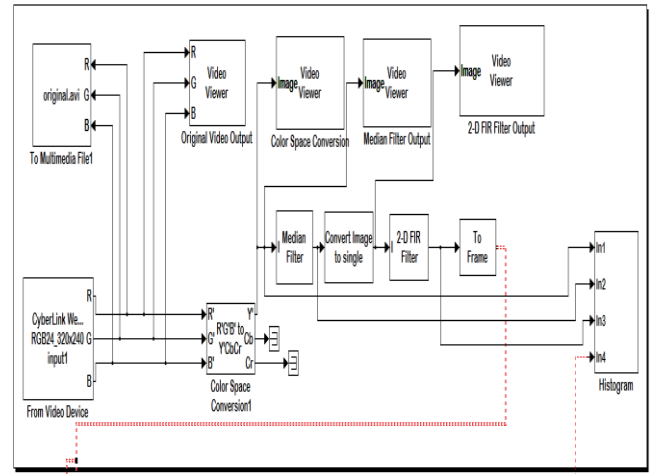 R
original.avi G
B
To Multimedia File1
R
G
B
Video
Viewer
Original Video Output
Image
Video
Viewer
Color Space Conversion
Image
Video
Viewer
Median Filter Output
Image
Video
Viewer
2-D FIR Filter Output
I
Median
Filter
Convert Image
to single
I
2-D FIR
Filter
To
Frame
In1
In2
In3
In4
Histogram
CyberLink We...
RGB24_320x240
input1
R
G
B
From Video Device
R'
G'
B'
R'G'B' to
Y'CbCr
Y'
Cb
Cr
Color Space
Conversion1